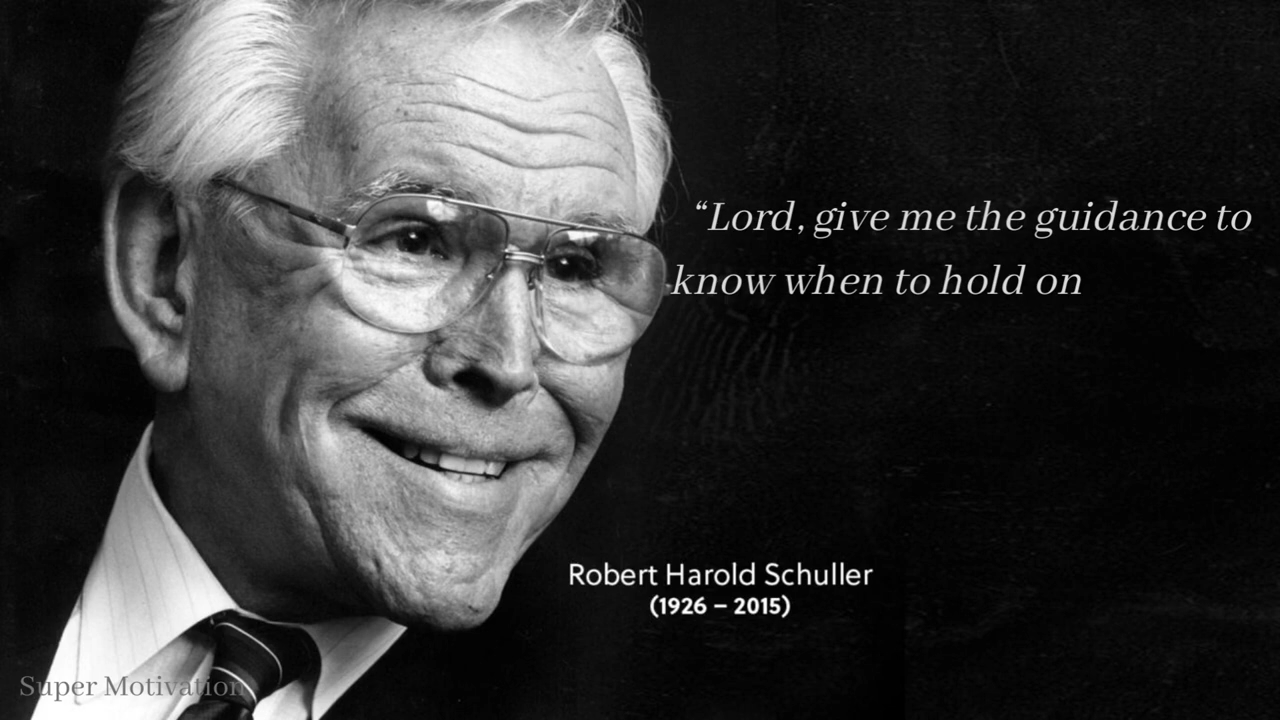 “Lord, give me the guidance to
know when to hold on
Robert Harold Schuller
(1926 – 2015)
Super Motivation